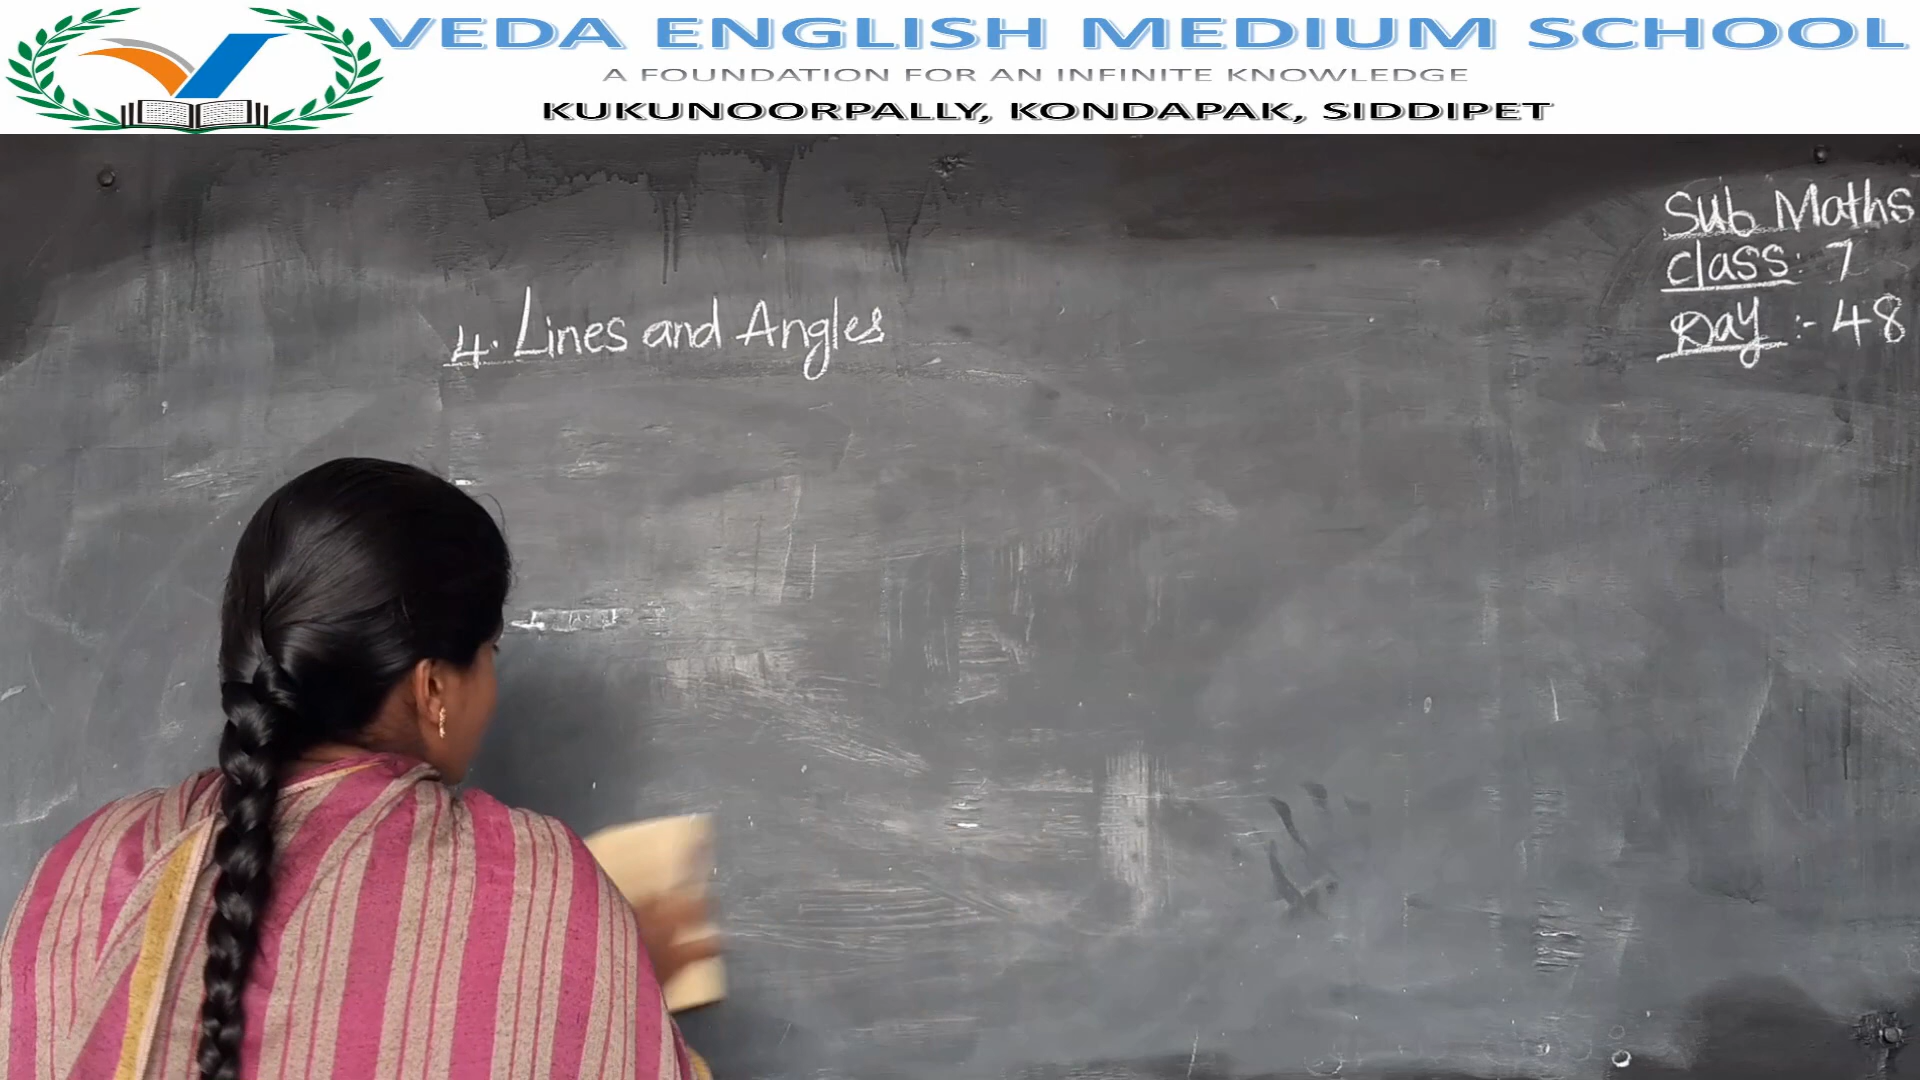 VEDA ENGLISH MEDIUM SCHOOL
A FOUNDATION FOR AN INFINITE KNOWLEDGE
KUKUNOORPALLY, KONDAPAK, SIDDIPET
Sub Maths
class: 7
Day :- 48
4. Lines and Angles